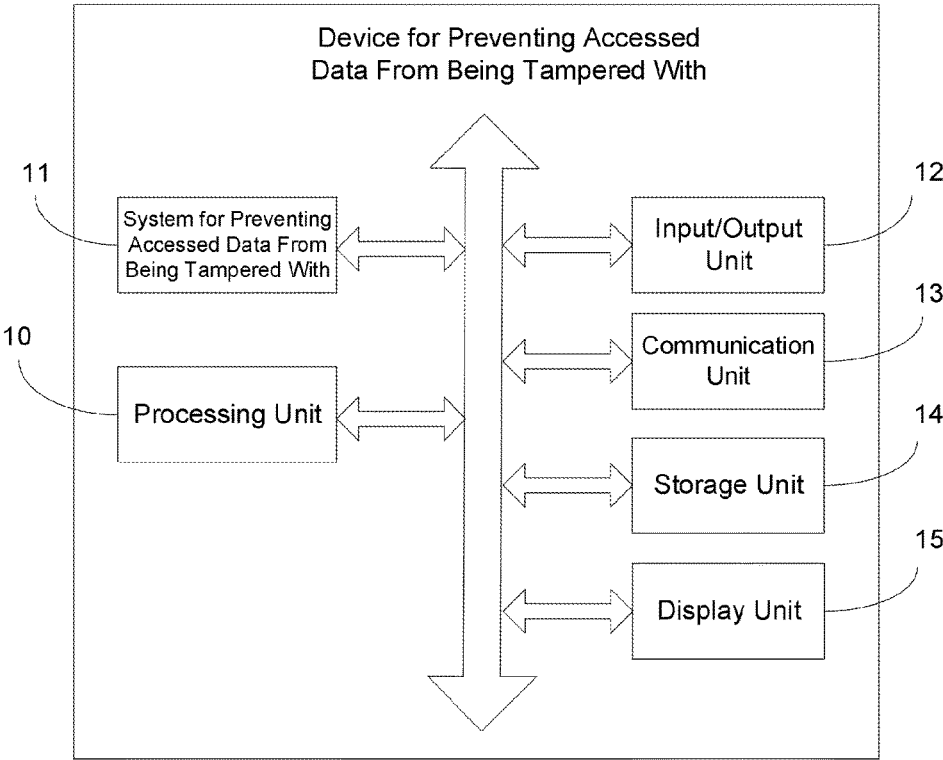 Device for Preventing Accessed
Data From Being Tampered With
11
System for Preventing
Accessed Data From
Being Tampered With
10
Processing Unit
12
Input/Output
Unit
13
Communication
Unit
14
Storage Unit
15
Display Unit